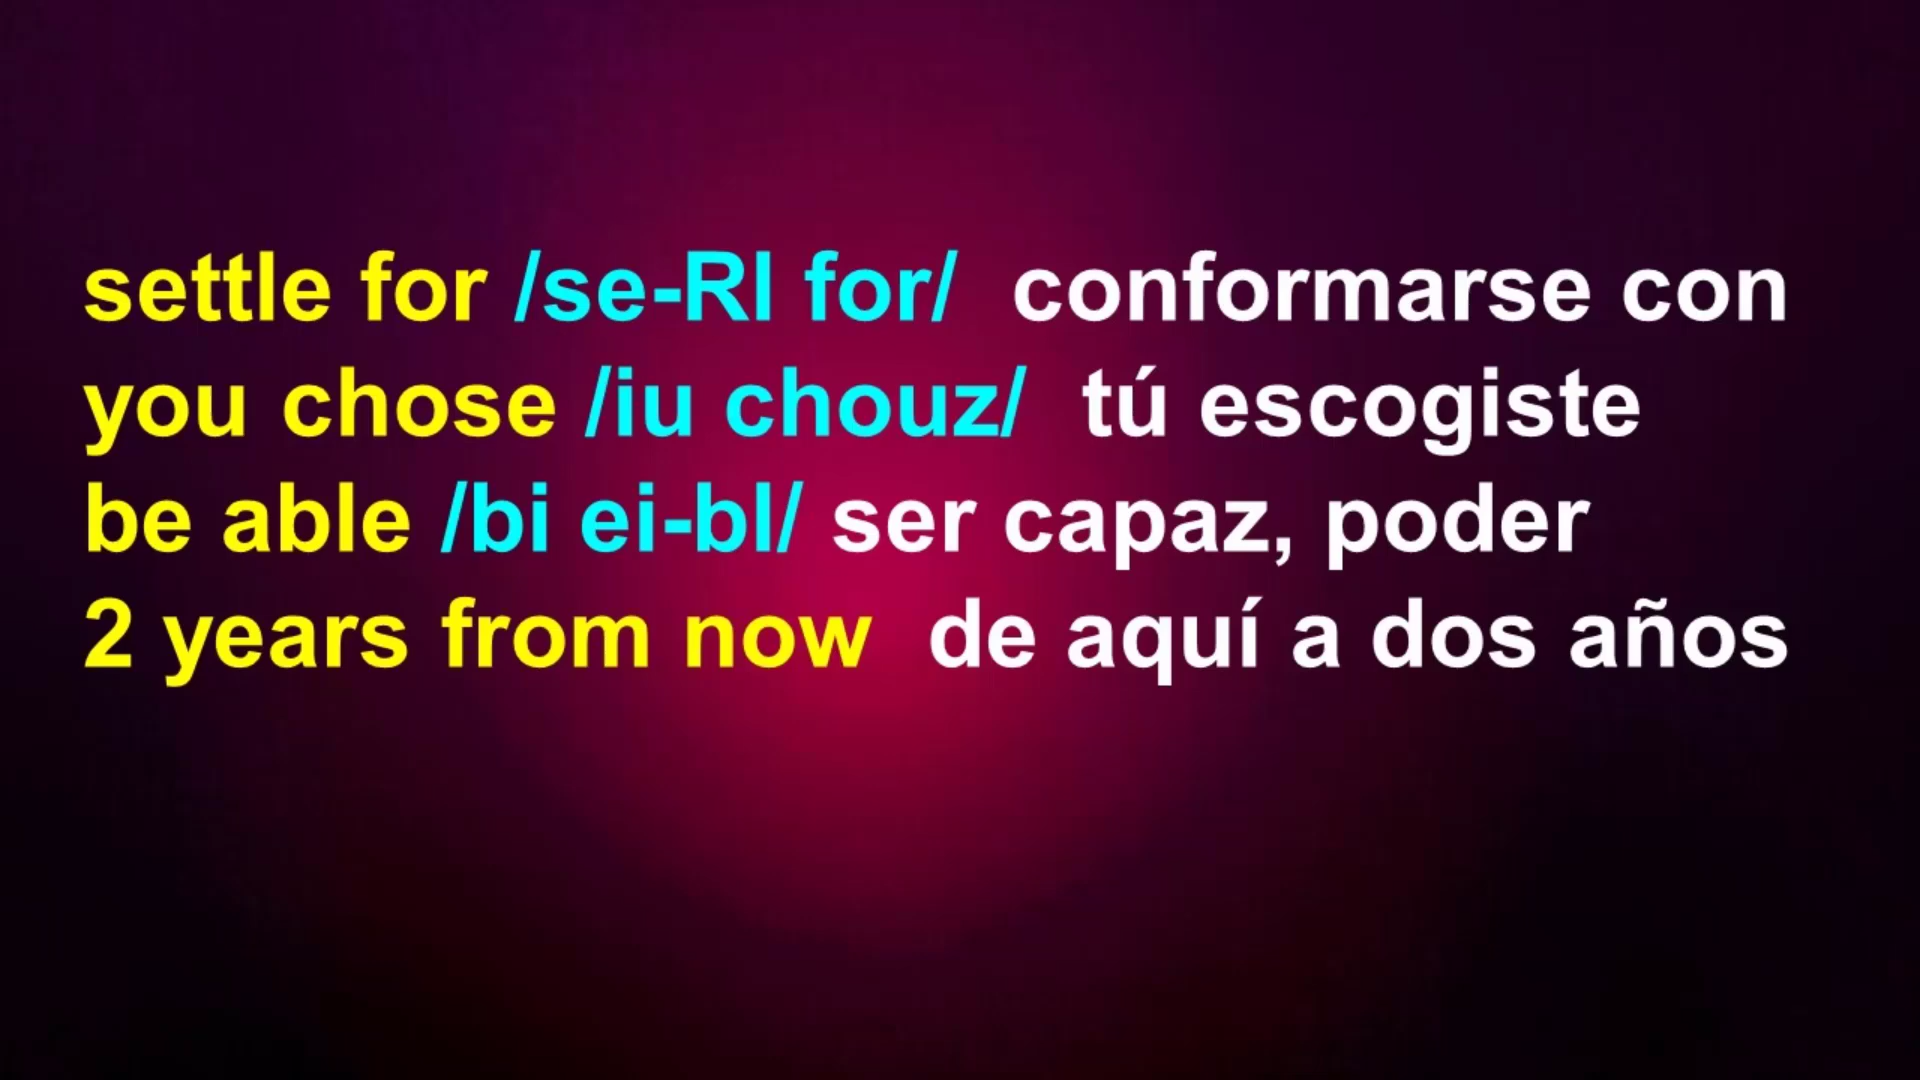 settle for /se-Rl for/ conformarse con
you chose /iu chouz/ tú escogiste
be able /bi ei-bl/ ser capaz, poder
2 years from now de aquí a dos años